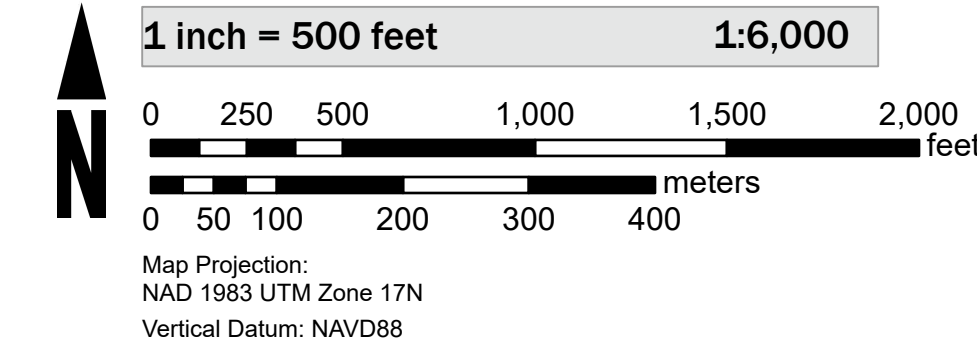 1 inch = 500 feet 1:6,000
0 250 500 1,000 1,500 2,000
feet
meters
0 50 100 200 300 400
N
Map Projection:
NAD 1983 UTM Zone 17N
Vertical Datum: NAVD88